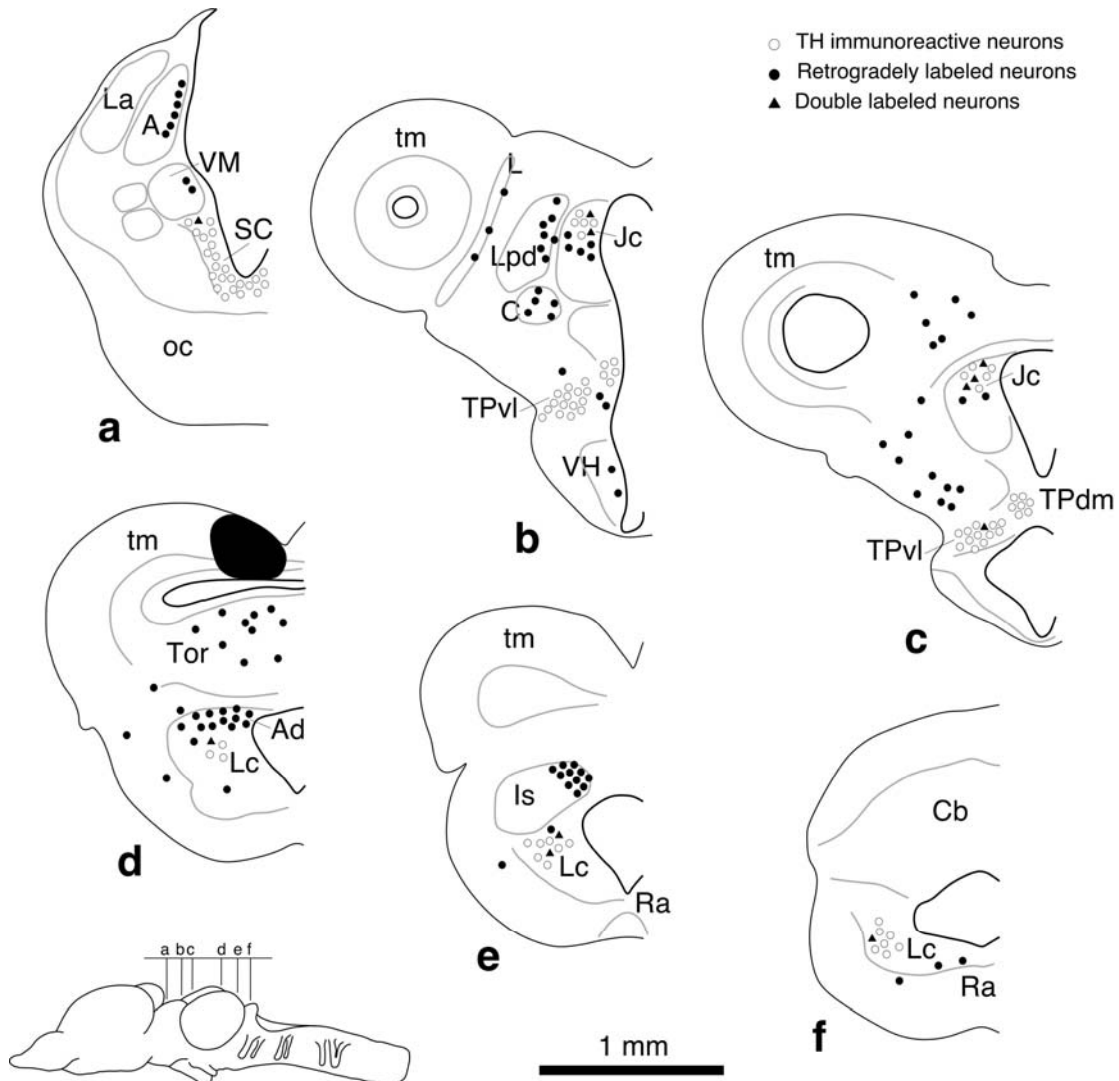 TH immunoreactive neurons
Retrogradely labeled neurons
Double labeled neurons
La
A
VM
SC
oc
a
tm
L
Lpd
Jc
C
TPvl
VH
b
tm
Jc
TPdm
TPvl
c
tm
Tor
Ad
Lc
d
tm
Is
Lc
Ra
e
Cb
Lc
Ra
f
a b c d e f
1 mm